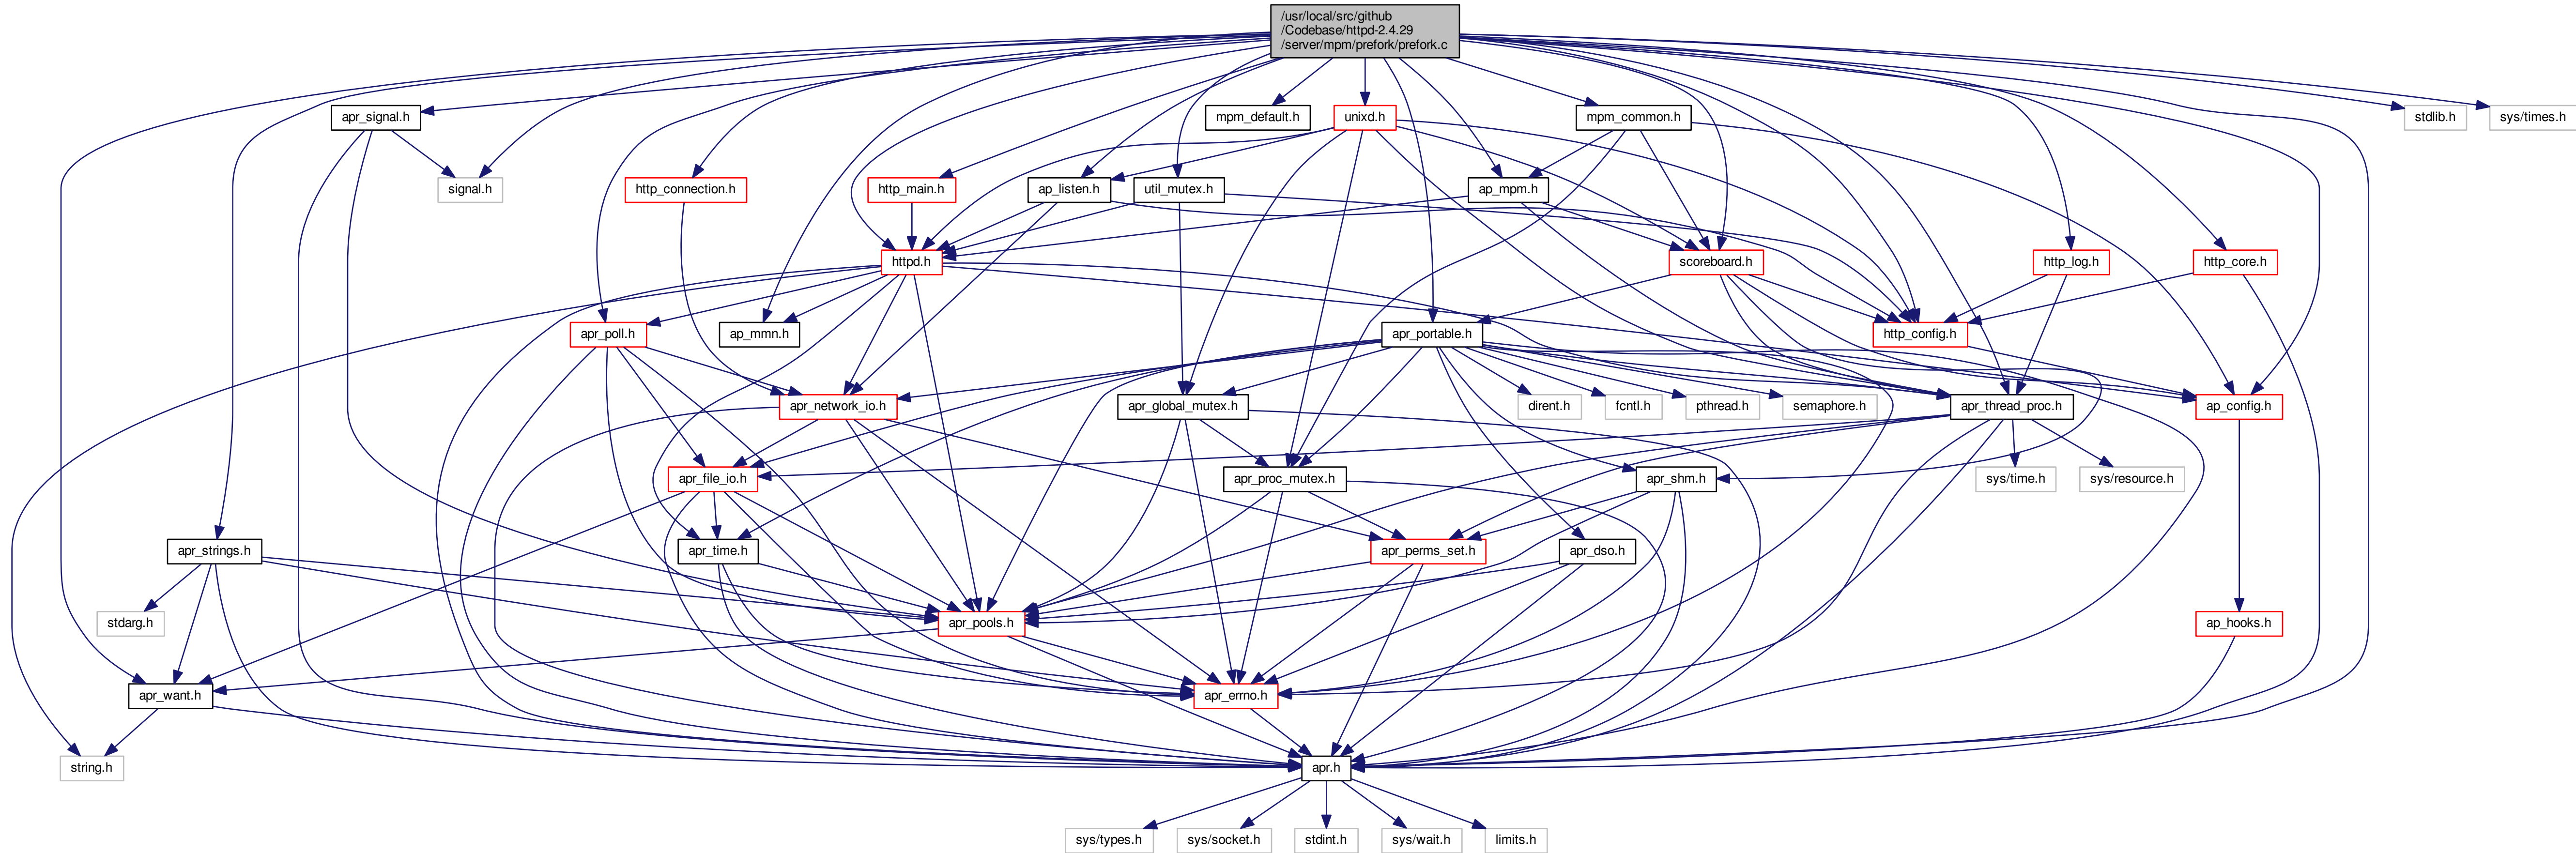 /usr/local/src/github
/Codebase/httpd-2.4.29
/server/mpm/prefork/prefork.c
apr_signal.h
mpm_default.h
unixd.h
mpm_common.h
stdlib.h
sys/times.h
signal.h
http_connection.h
http_main.h
ap_listen.h
util_mutex.h
ap_mpm.h
httpd.h
scoreboard.h
http_log.h
http_core.h
apr_poll.h
ap_mmn.h
apr_portable.h
http_config.h
apr_network_io.h
apr_global_mutex.h
dirent.h
fcntl.h
pthread.h
semaphore.h
apr_thread_proc.h
ap_config.h
apr_file_io.h
apr_proc_mutex.h
apr_shm.h
sys/time.h
sys/resource.h
apr_strings.h
apr_time.h
apr_perms_set.h
apr_dso.h
stdarg.h
apr_pools.h
ap_hooks.h
apr_want.h
apr_errno.h
string.h
apr.h
sys/types.h
sys/socket.h
stdint.h
sys/wait.h
limits.h